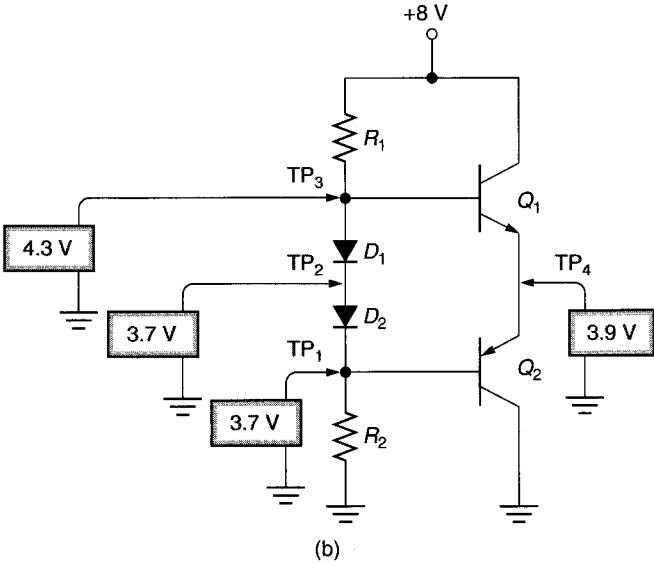 +8 V
R1
TP3
Q1
4.3 V
D1
TP2
TP4
3.7 V
D2
3.9 V
TP1
Q2
3.7 V
R2
(b)